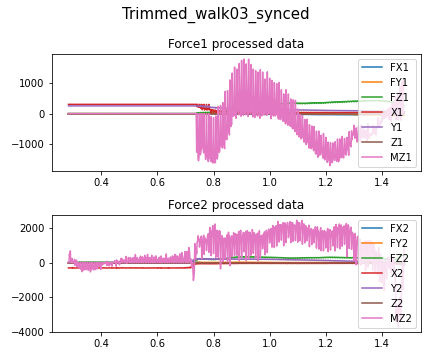 Trimmed_walk03_synced
Force1 processed data
1000
0
−1000
0.4 0.6 0.8 1.0 1.2 1.4
FX1
FY1
FZ1
X1
Y1
Z1
MZ1
Force2 processed data
2000
0
−2000
−4000
0.4 0.6 0.8 1.0 1.2 1.4
FX2
FY2
FZ2
X2
Y2
Z2
MZ2